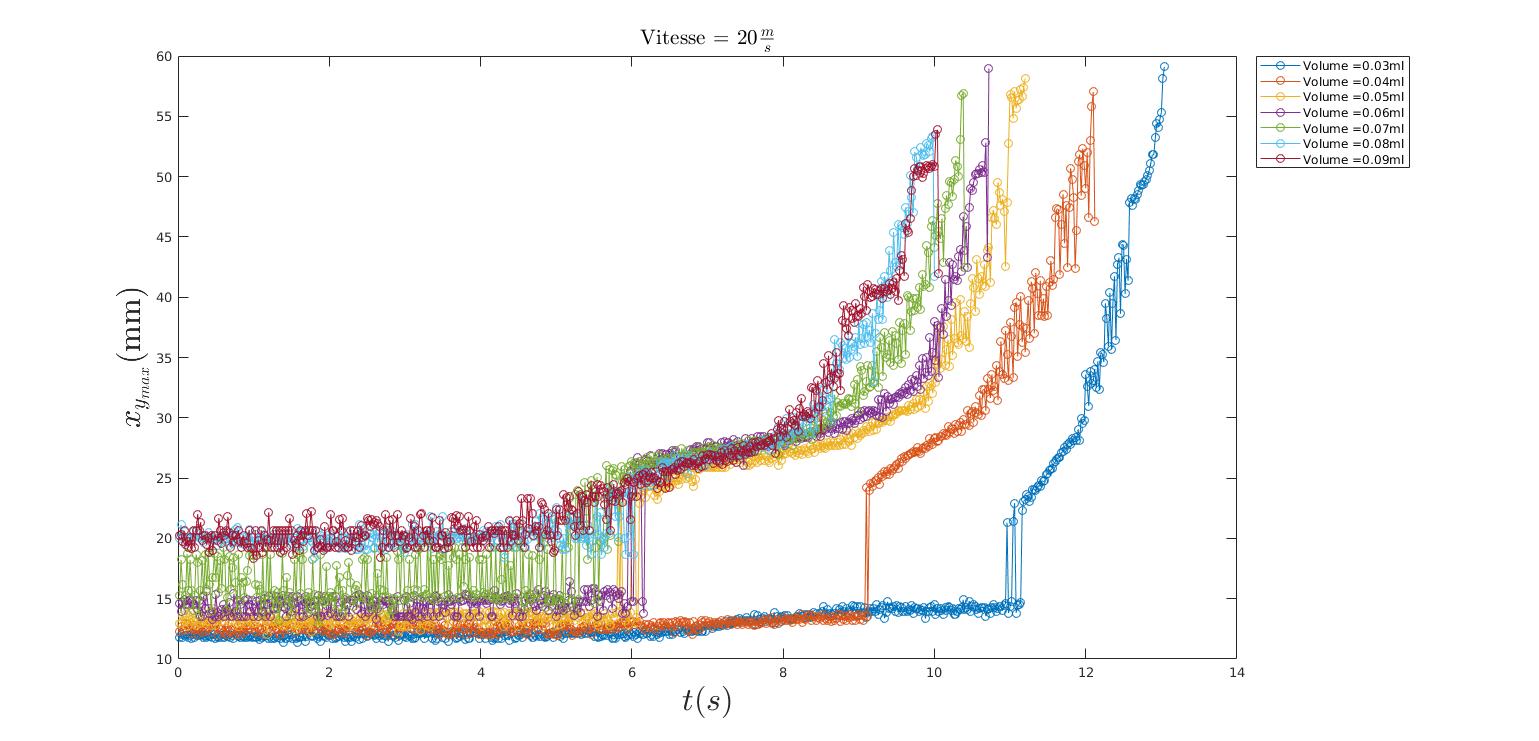 Vitesse = 20 m/s
60
55
50
45
40
35
30
25
20
15
10
x_{y_{max}} (mm)
0 2 4 6 8 10 12 14
t(s)
Volume =0.03ml
Volume =0.04ml
Volume =0.05ml
Volume =0.06ml
Volume =0.07ml
Volume =0.08ml
Volume =0.09ml